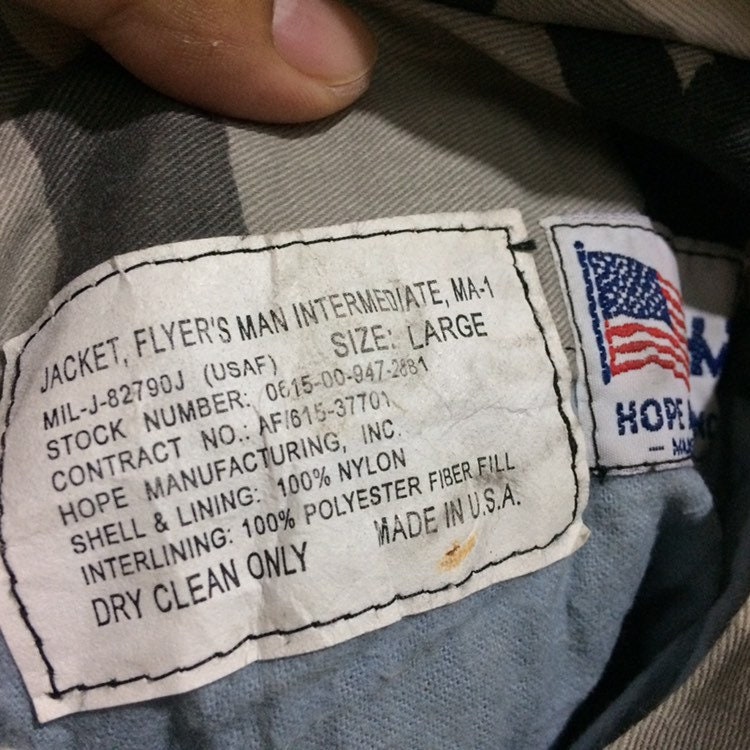 JACKET, FLYER'S MAN INTERMEDIATE, MA-1
MIL-J-82790J (USAF) SIZE: LARGE
STOCK NUMBER: 0615-00-947-2881
CONTRACT NO.: AF/615-37701
HOPE MANUFACTURING, INC.
SHELL & LINING: 100% NYLON
INTERLINING: 100% POLYESTER FIBER FILL
DRY CLEAN ONLY MADE IN U.S.A.
HOPE